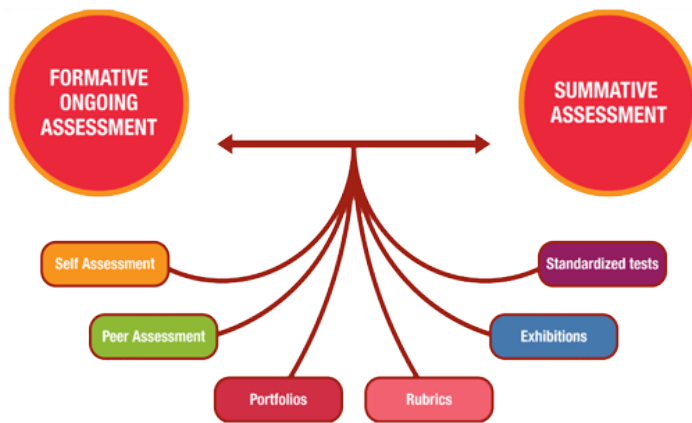 FORMATIVE
ONGOING
ASSESSMENT
SUMMATIVE
ASSESSMENT
Self Assessment
Standardized tests
Peer Assessment
Exhibitions
Portfolios
Rubrics